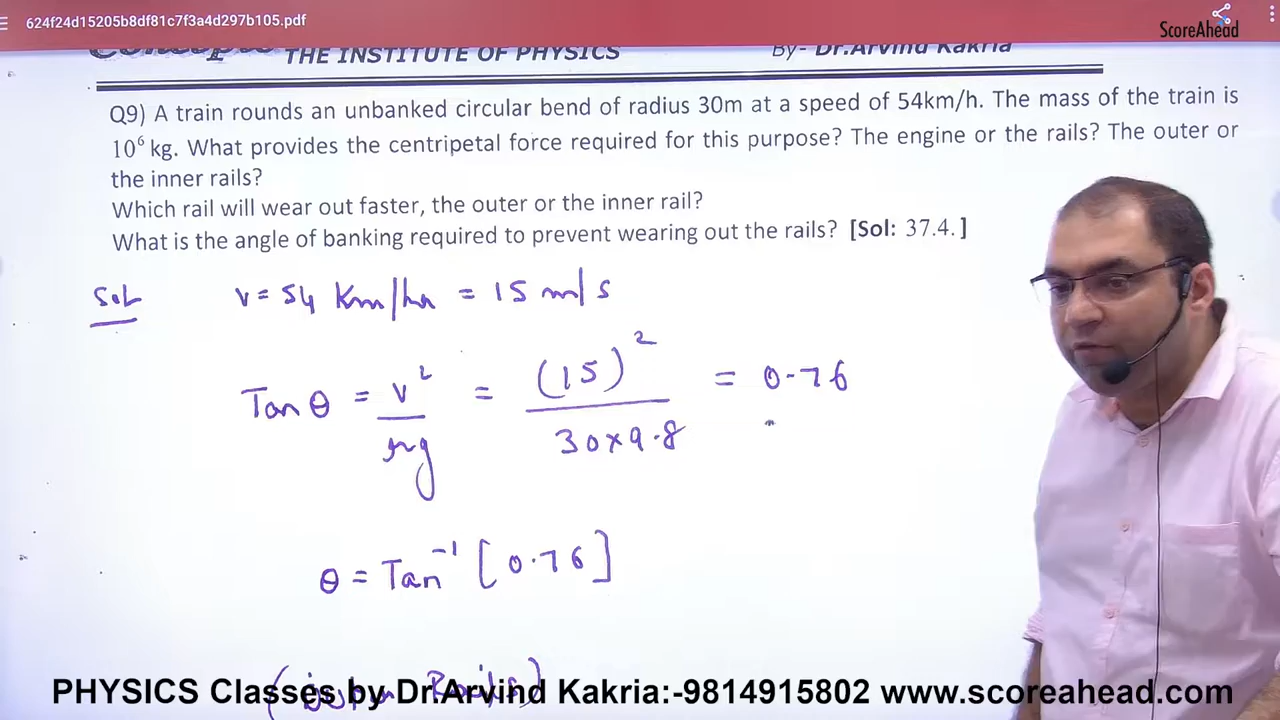 624f24d15205b8df81c7f3a4d297b105.pdf
ScoreAhead
THE INSTITUTE OF PHYSICS By- Dr.Arvind Kakria
Q9) A train rounds an unbanked circular bend of radius 30m at a speed of 54km/h. The mass of the train is
10⁶ kg. What provides the centripetal force required for this purpose? The engine or the rails? The outer or
the inner rails?
Which rail will wear out faster, the outer or the inner rail?
What is the angle of banking required to prevent wearing out the rails? [Sol: 37.4.]
Sol v = 54 Km/hr = 15 m/s
Tan θ = v²/rg = (15)²/30×9.8 = 0.76
θ = Tan⁻¹ [0.76]
PHYSICS Classes by Dr.Arvind Kakria:-9814915802 www.scoreahead.com